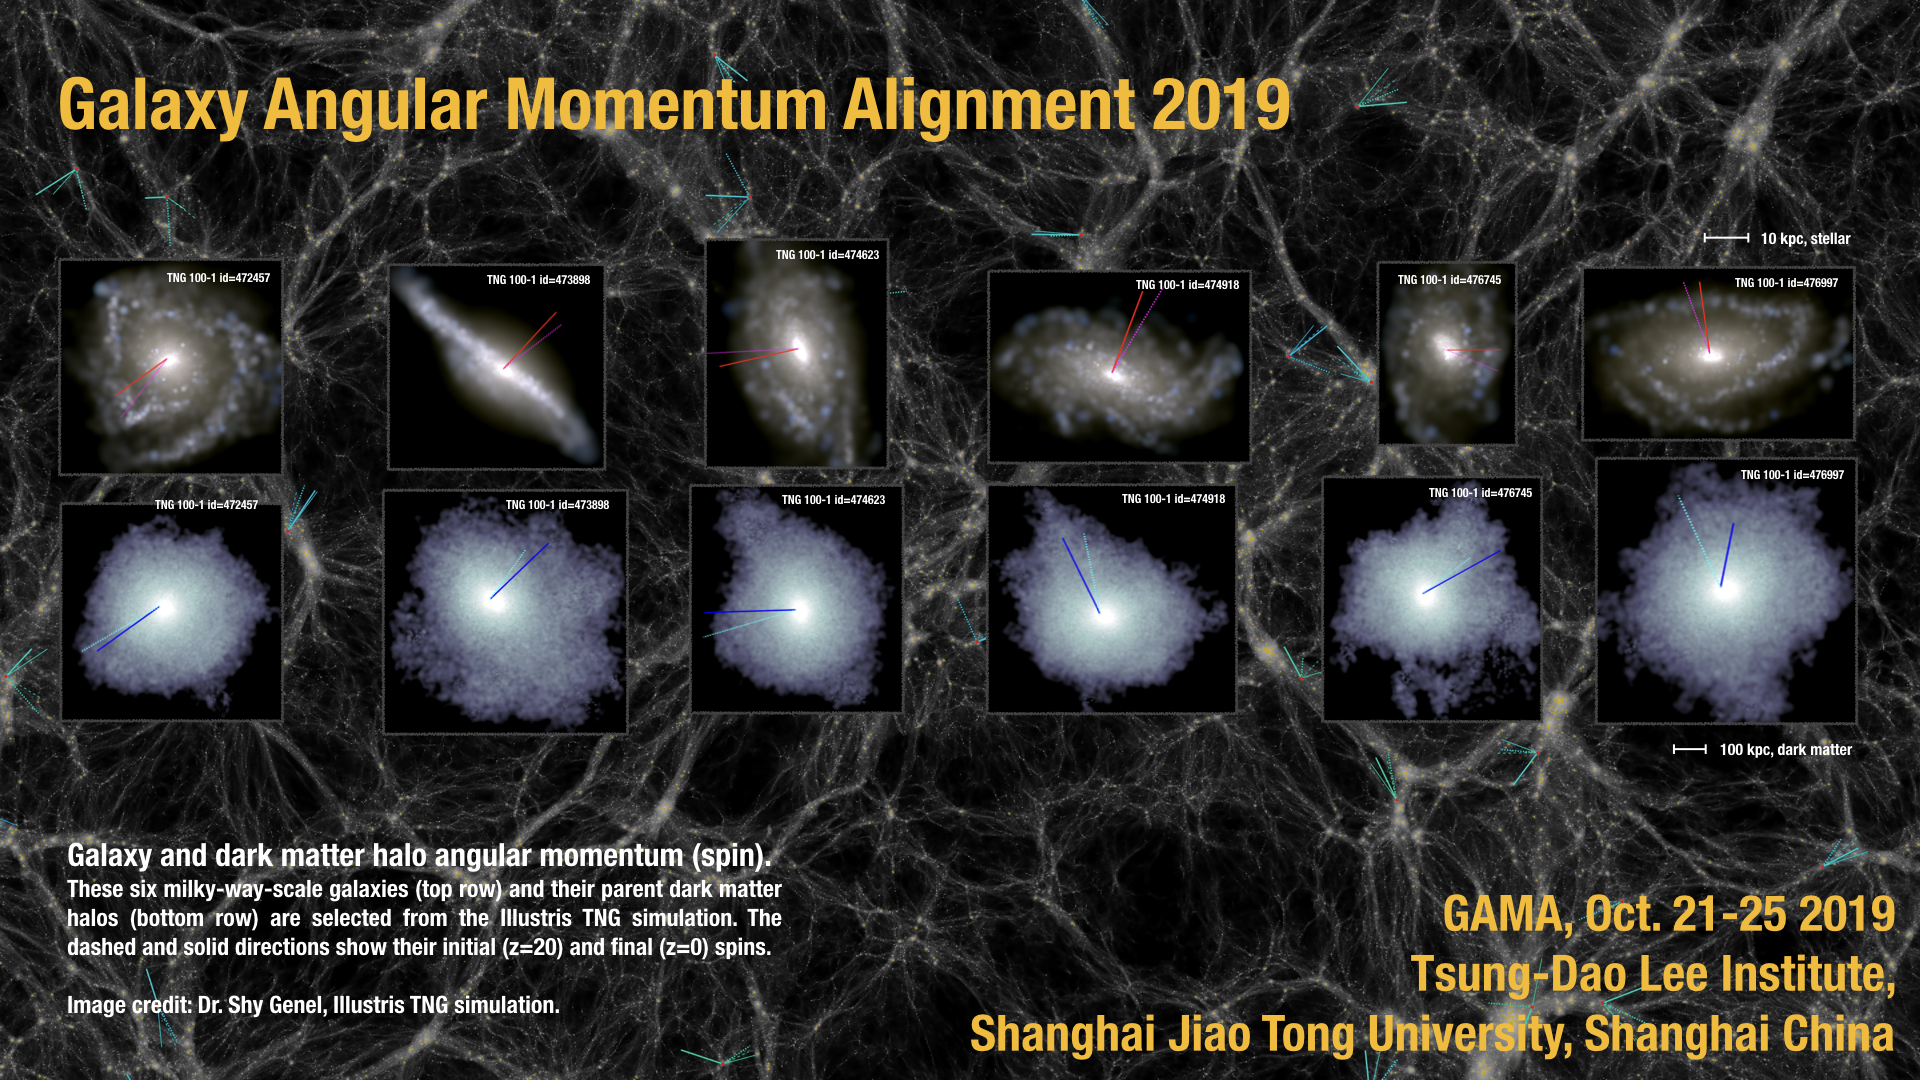 Galaxy Angular Momentum Alignment 2019
10 kpc, stellar
TNG 100-1 id=472457
TNG 100-1 id=473898
TNG 100-1 id=474623
TNG 100-1 id=474918
TNG 100-1 id=476745
TNG 100-1 id=476997
TNG 100-1 id=472457
TNG 100-1 id=473898
TNG 100-1 id=474623
TNG 100-1 id=474918
TNG 100-1 id=476745
TNG 100-1 id=476997
100 kpc, dark matter
Galaxy and dark matter halo angular momentum (spin).
These six milky-way-scale galaxies (top row) and their parent dark matter
halos (bottom row) are selected from the Illustris TNG simulation. The
dashed and solid directions show their initial (z=20) and final (z=0) spins.
Image credit: Dr. Shy Genel, Illustris TNG simulation.
GAMA, Oct. 21-25 2019
Tsung-Dao Lee Institute,
Shanghai Jiao Tong University, Shanghai China